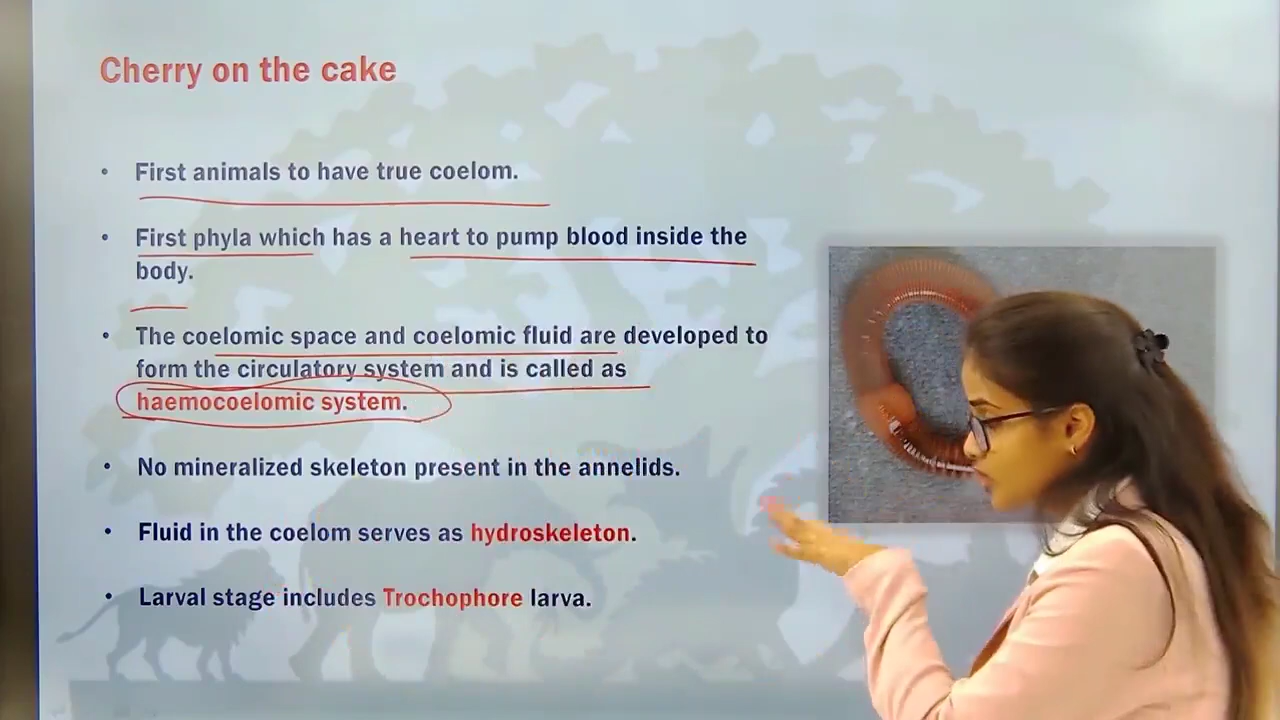 Cherry on the cake
• First animals to have true coelom.
• First phyla which has a heart to pump blood inside the
body.
• The coelomic space and coelomic fluid are developed to
form the circulatory system and is called as
haemocoelomic system.
• No mineralized skeleton present in the annelids.
• Fluid in the coelom serves as hydroskeleton.
• Larval stage includes Trochophore larva.